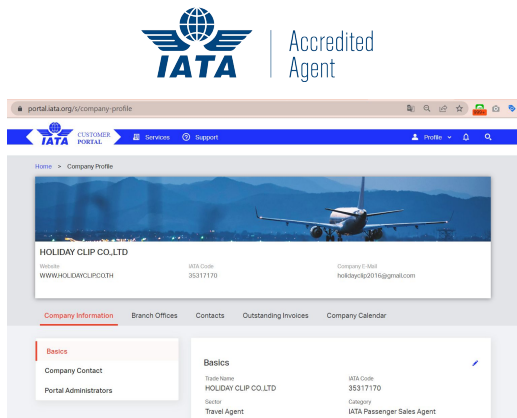 IATA
Accredited
Agent
portal.iata.org/s/company-profile
IATA
CUSTOMER
PORTAL
Services
Support
Profile
Home > Company Profile
HOLIDAY CLIP CO.,LTD
Website
IATA Code
Company E-Mail
WWW.HOLIDAYCLIP.CO.TH
35317170
holidayclip2016@gmail.com
Company Information
Branch Offices
Contacts
Outstanding Invoices
Company Calendar
Basics
Company Contact
Portal Administrators
Basics
Trade Name
IATA Code
HOLIDAY CLIP CO.,LTD
35317170
Sector
Category
Travel Agent
IATA Passenger Sales Agent